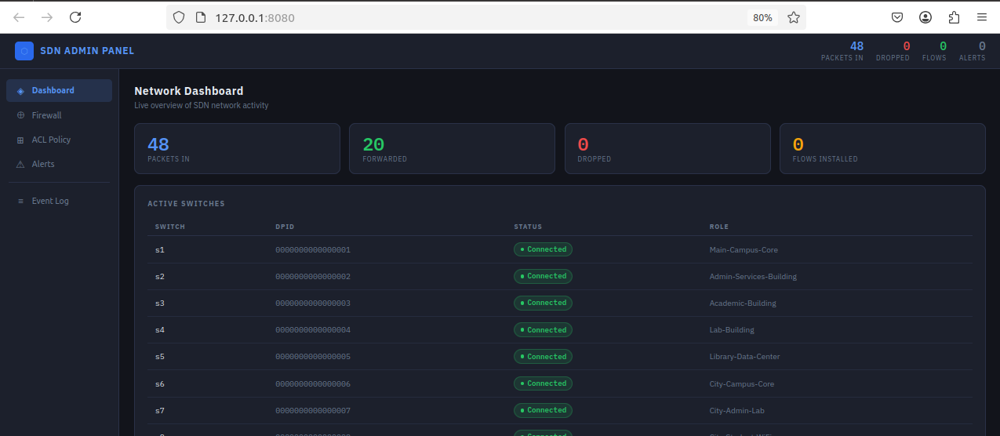 127.0.0.1:8080
80%
SDN ADMIN PANEL
48 0 0 0
PACKETS IN DROPPED FLOWS ALERTS
Dashboard
Firewall
ACL Policy
Alerts
Event Log
Network Dashboard
Live overview of SDN network activity
48 20 0 0
PACKETS IN FORWARDED DROPPED FLOWS INSTALLED
ACTIVE SWITCHES
SWITCH DPID STATUS ROLE
s1 0000000000000001 Connected Main-Campus-Core
s2 0000000000000002 Connected Admin-Services-Building
s3 0000000000000003 Connected Academic-Building
s4 0000000000000004 Connected Lab-Building
s5 0000000000000005 Connected Library-Data-Center
s6 0000000000000006 Connected City-Campus-Core
s7 0000000000000007 Connected City-Admin-Lab